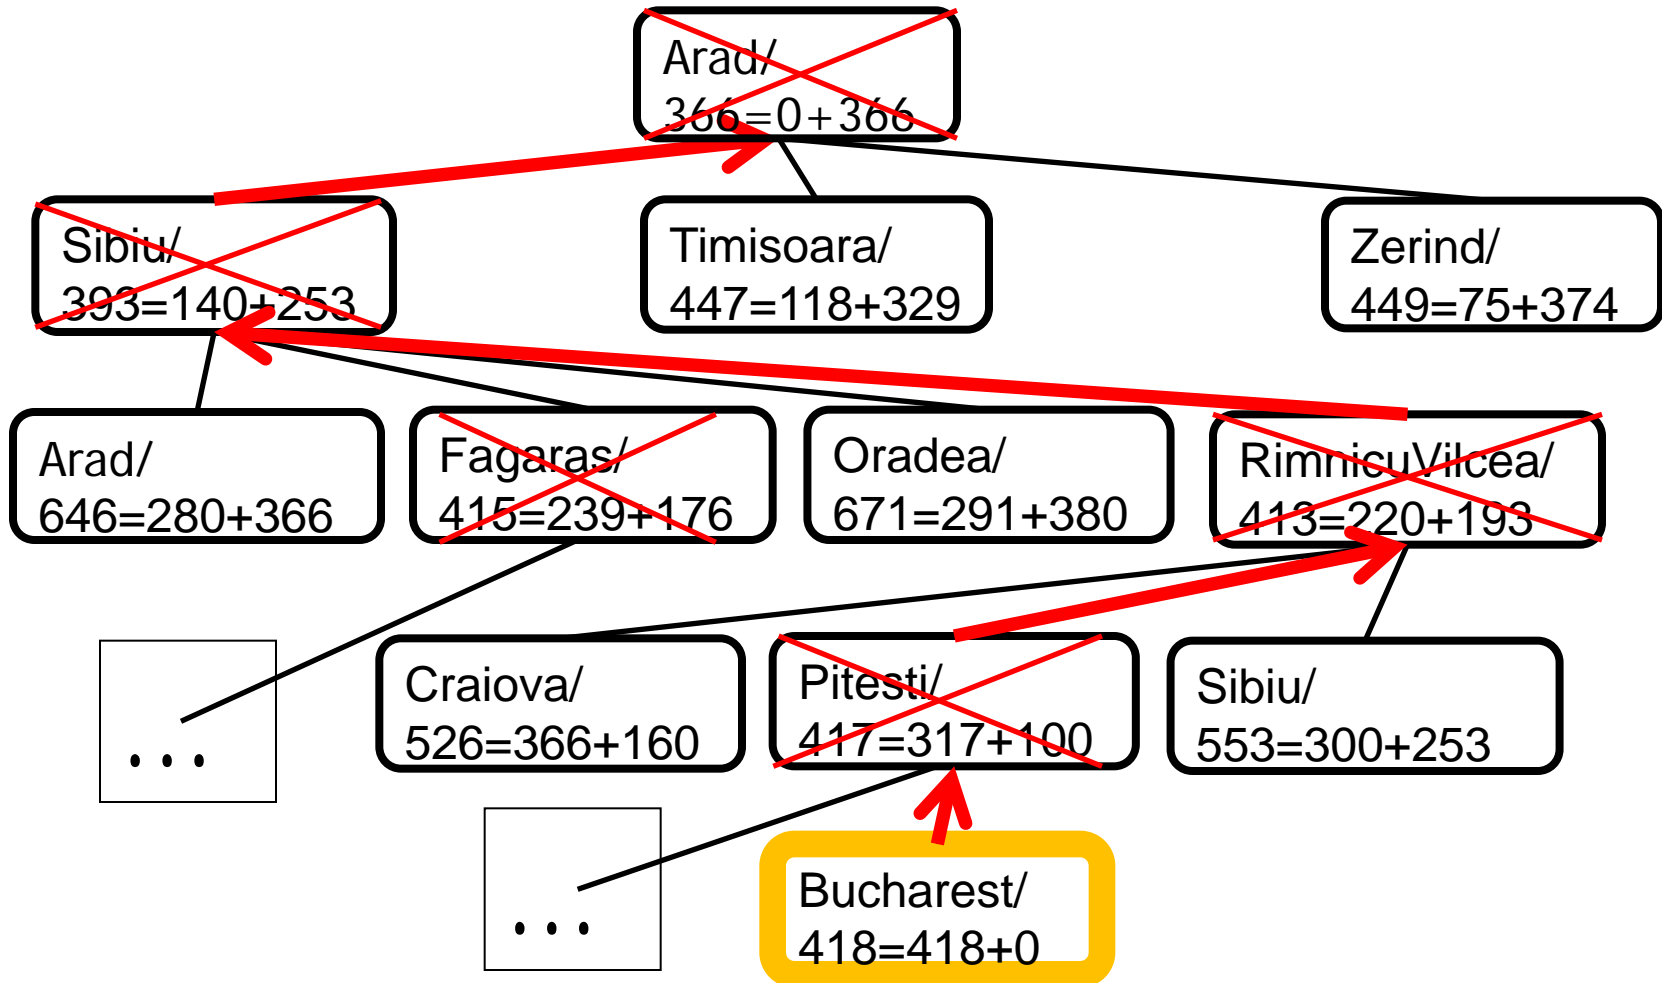 Arad/
366=0+366
Sibiu/
393=140+253
Timisoara/
447=118+329
Zerind/
449=75+374
Arad/
646=280+366
Fagaras/
415=239+176
Oradea/
671=291+380
RimnicuVilcea/
413=220+193
...
Craiova/
526=366+160
Pitesti/
417=317+100
Sibiu/
553=300+253
...
Bucharest/
418=418+0